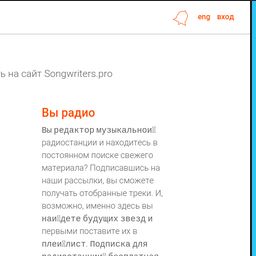 eng вход
ь на сайт Songwriters.pro
Вы радио
Вы редактор музыкальной
радиостанции и находитесь в
постоянном поиске свежего
материала? Подписавшись на
наши рассылки, вы сможете
получать отобранные треки. И,
возможно, именно здесь вы
найдете будущих звезд и
первыми поставите их в
плейлист. Подписка для
радиостанций бесплатная